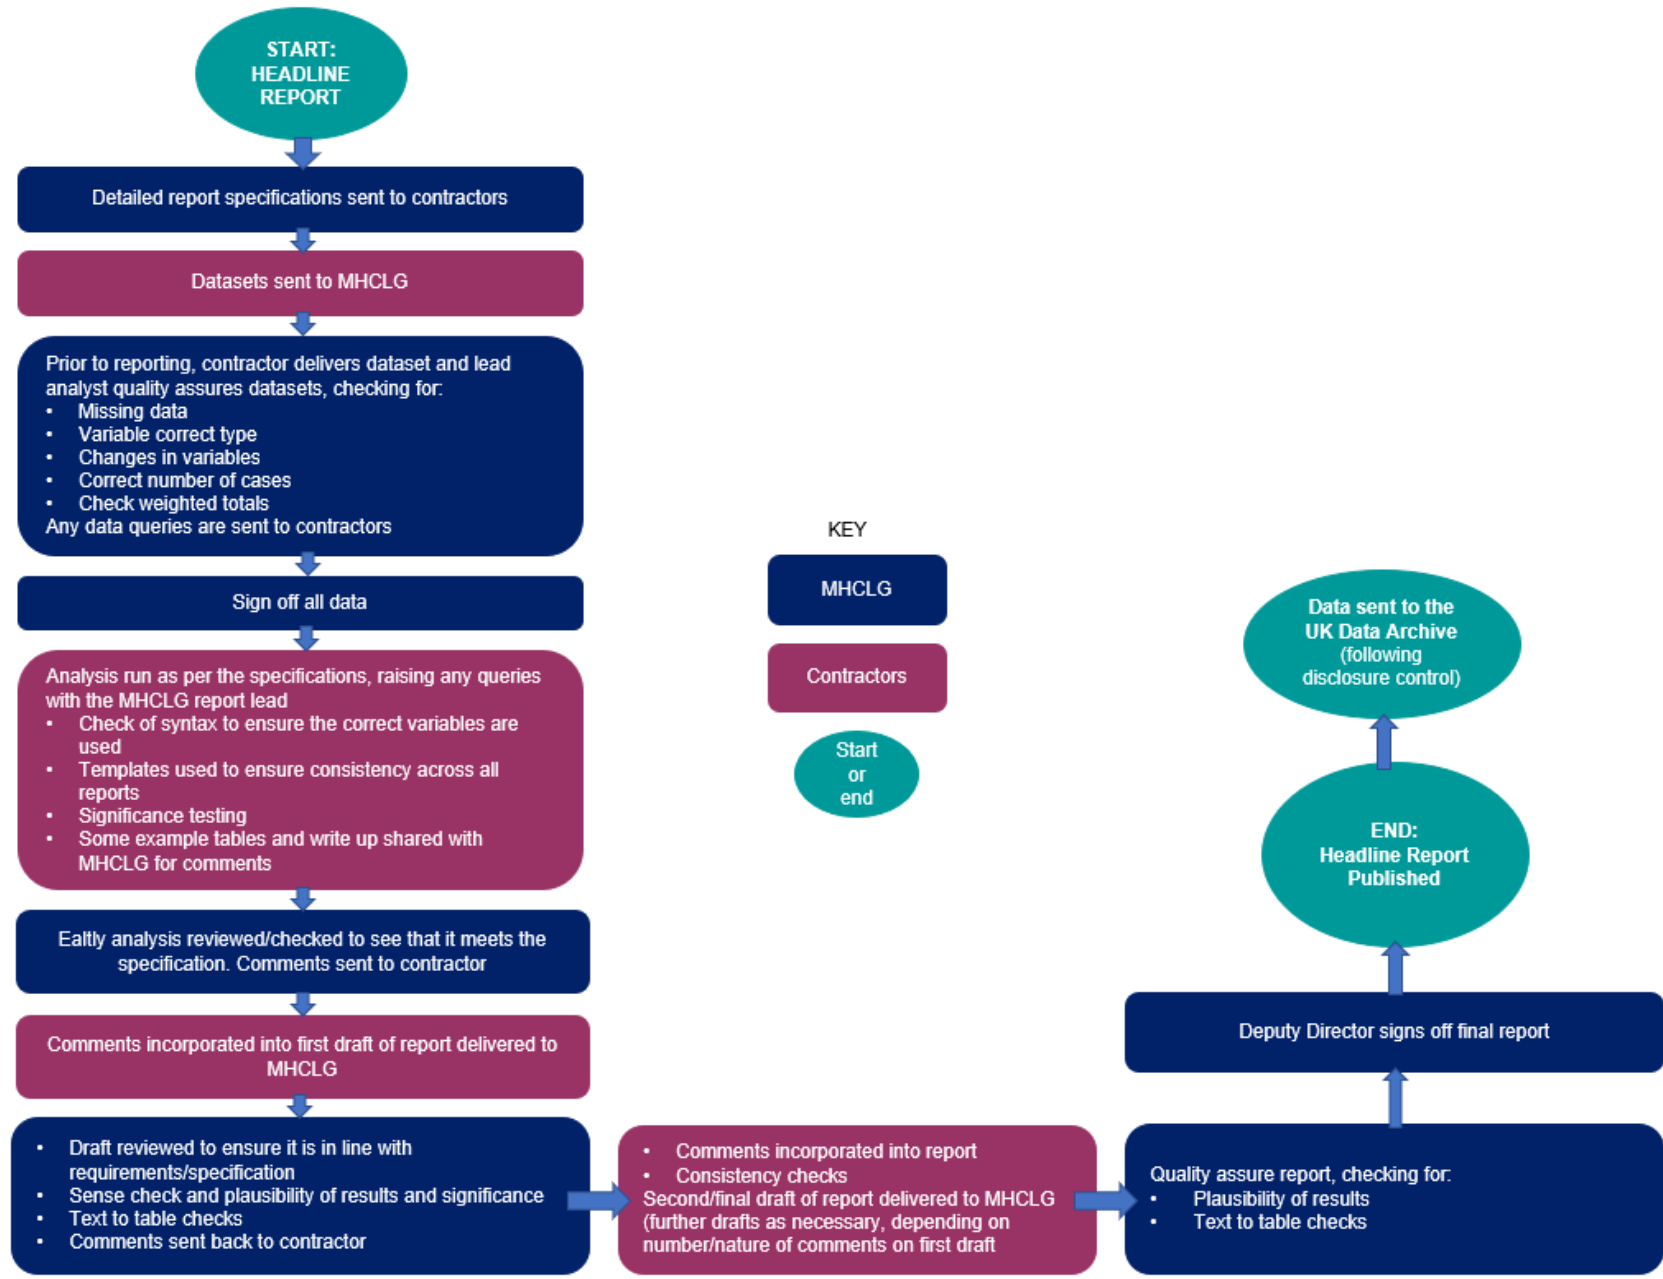 START:
HEADLINE
REPORT
Detailed report specifications sent to contractors
Datasets sent to MHCLG
Prior to reporting, contractor delivers dataset and lead
analyst quality assures datasets, checking for:
• Missing data
• Variable correct type
• Changes in variables
• Correct number of cases
• Check weighted totals
Any data queries are sent to contractors
Sign off all data
Analysis run as per the specifications, raising any queries
with the MHCLG report lead
• Check of syntax to ensure the correct variables are
used
• Templates used to ensure consistency across all
reports
• Significance testing
• Some example tables and write up shared with
MHCLG for comments
Ealtly analysis reviewed/checked to see that it meets the
specification. Comments sent to contractor
Comments incorporated into first draft of report delivered to
MHCLG
• Draft reviewed to ensure it is in line with
requirements/specification
• Sense check and plausibility of results and significance
• Text to table checks
• Comments sent back to contractor
• Comments incorporated into report
• Consistency checks
Second/final draft of report delivered to MHCLG
(further drafts as necessary, depending on
number/nature of comments on first draft
Quality assure report, checking for:
• Plausibility of results
• Text to table checks
Deputy Director signs off final report
END:
Headline Report
Published
Data sent to the
UK Data Archive
(following
disclosure control)
KEY
MHCLG
Contractors
Start
or
end